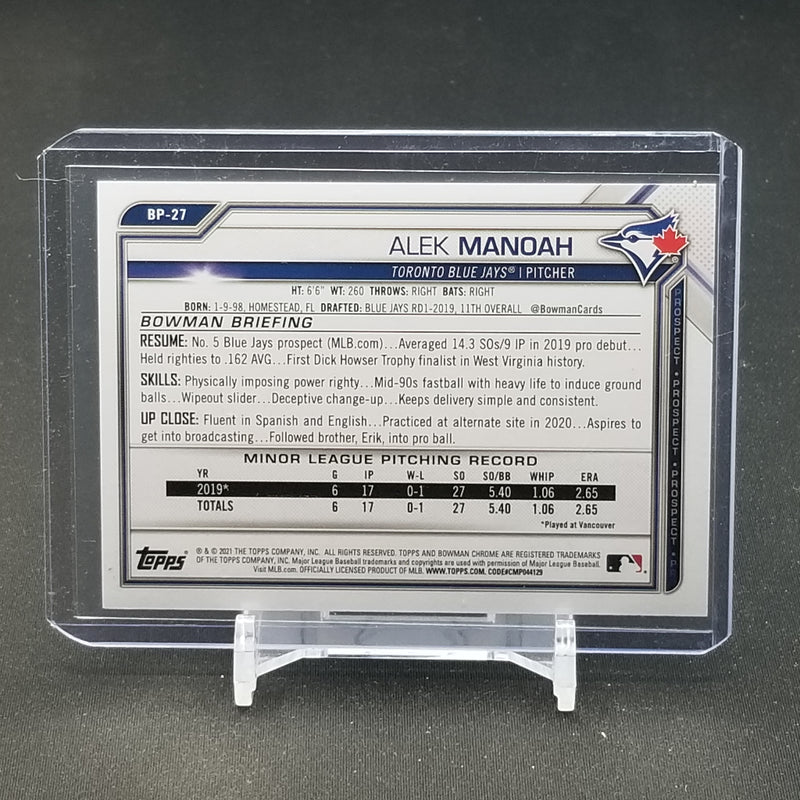 BP-27
ALEK MANOAH
TORONTO BLUE JAYS® | PITCHER
HT: 6'6" WT: 260 THROWS: RIGHT BATS: RIGHT
BORN: 1-9-98, HOMESTEAD, FL DRAFTED: BLUE JAYS RD1-2019, 11TH OVERALL @BowmanCards
BOWMAN BRIEFING
RESUME: No. 5 Blue Jays prospect (MLB.com)...Averaged 14.3 SOs/9 IP in 2019 pro debut...
Held righties to .162 AVG...First Dick Howser Trophy finalist in West Virginia history.
SKILLS: Physically imposing power righty...Mid-90s fastball with heavy life to induce ground
balls...Wipeout slider...Deceptive change-up...Keeps delivery simple and consistent.
UP CLOSE: Fluent in Spanish and English...Practiced at alternate site in 2020...Aspires to
get into broadcasting...Followed brother, Erik, into pro ball.
MINOR LEAGUE PITCHING RECORD
YR G IP W-L SO SO/BB WHIP ERA
2019* 6 17 0-1 27 5.40 1.06 2.65
TOTALS 6 17 0-1 27 5.40 1.06 2.65
*Played at Vancouver
TOPPS®
® & © 2021 THE TOPPS COMPANY, INC. ALL RIGHTS RESERVED. TOPPS AND BOWMAN CHROME ARE REGISTERED TRADEMARKS
OF THE TOPPS COMPANY, INC. Major League Baseball trademarks and copyrights are used with permission of Major League Baseball.
Visit MLB.com. OFFICIALLY LICENSED PRODUCT OF MLB. WWW.TOPPS.COM. CODE#CMP044129
PROSPECT • PROSPECT • PROSPECT • P